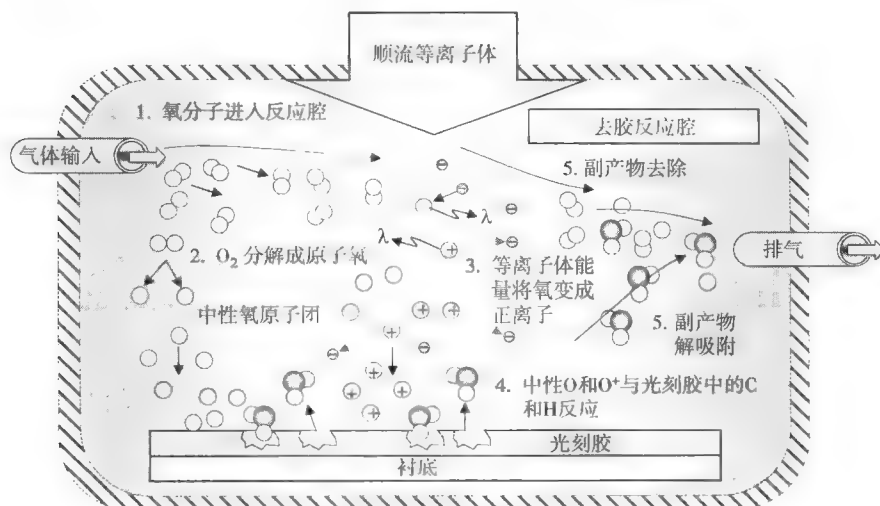 顺流等离子体
1. 氧分子进入反应腔
去胶反应腔
气体输入
5. 副产物去除
λ
λ
2. O₂ 分解成原子氧
3. 等离子体能
量将氧变成
正离子
排气
中性氧原子团
5. 副产物
解吸附
4. 中性O和O⁺与光刻胶中的C
和H反应
光刻胶
衬底